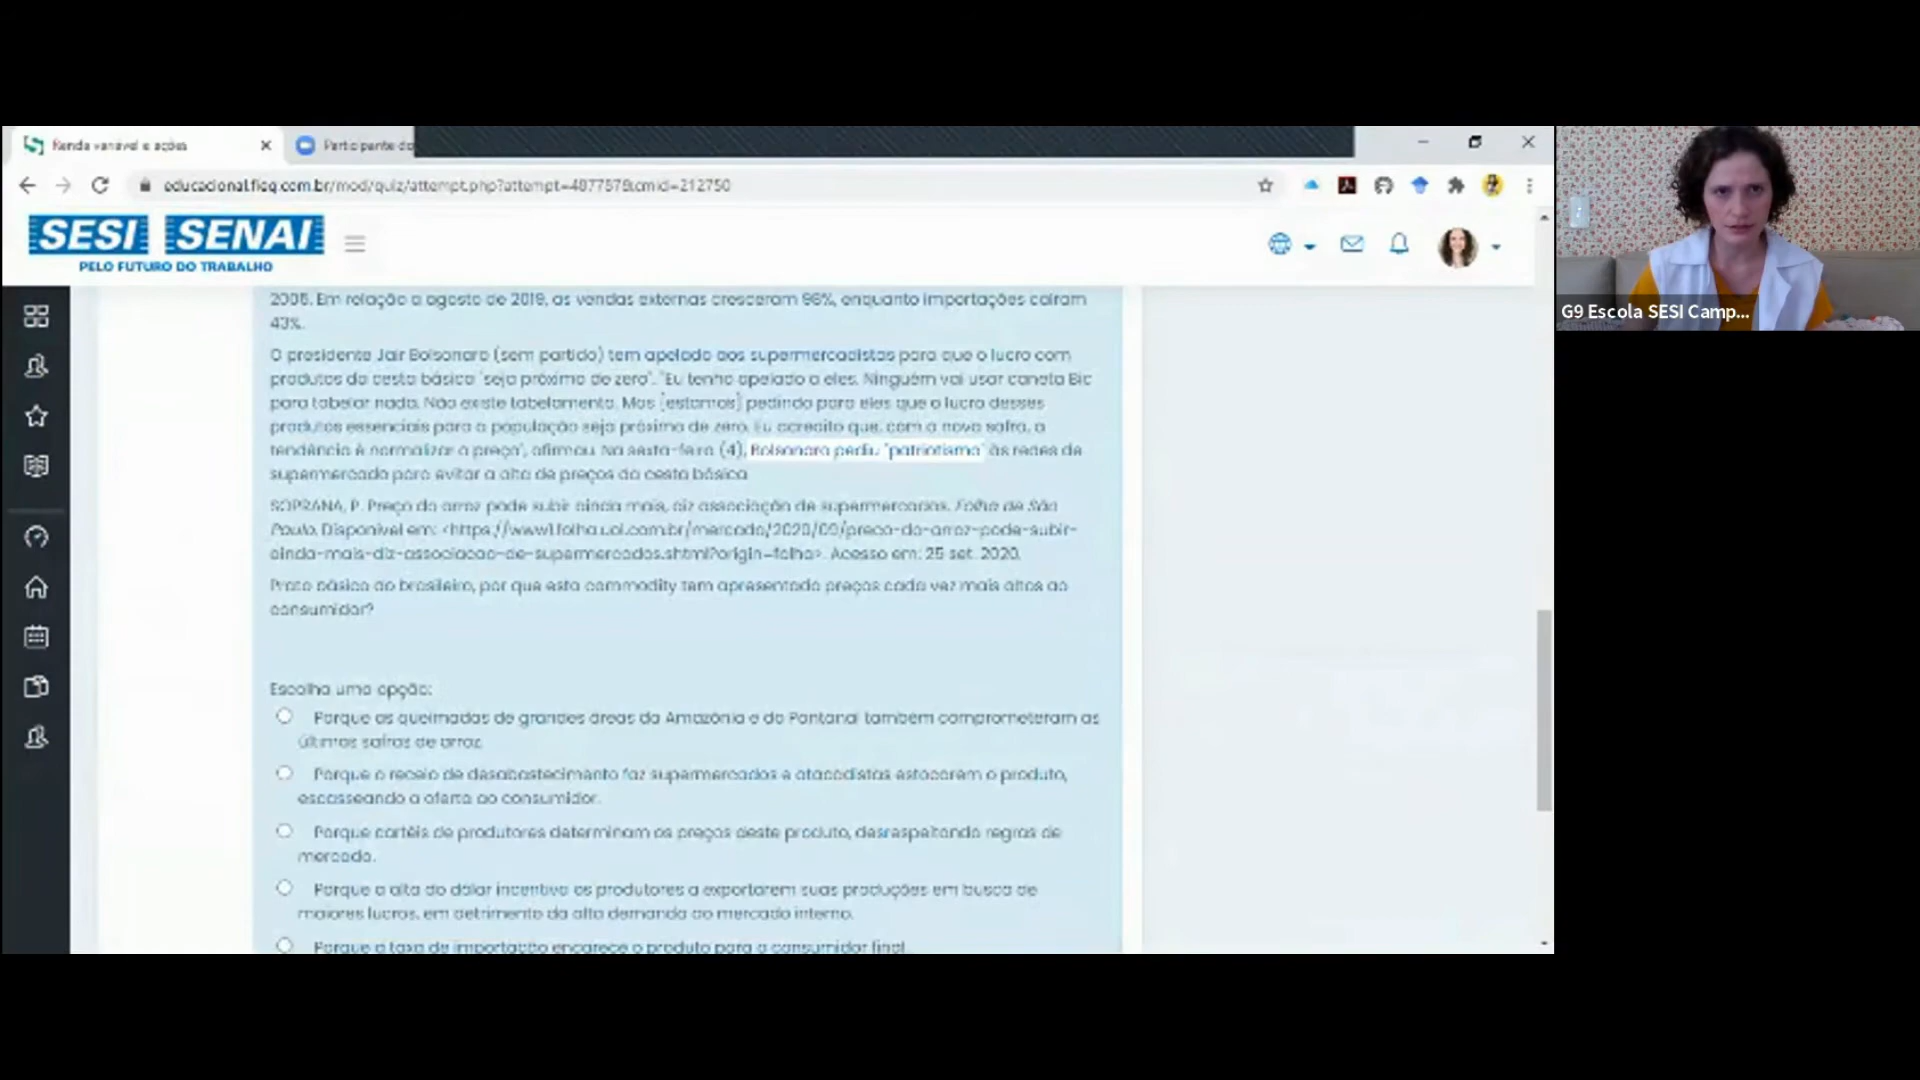 Renda variável e ações
Participante do
educacional.fieg.com.br/mod/quiz/attempt.php?attempt=4877578&cmid=212750
SESI SENAI
PELO FUTURO DO TRABALHO
G9 Escola SESI Camp...
2005. Em relação a agosto de 2019, as vendas externas cresceram 98%, enquanto importações caíram
43%.
O presidente Jair Bolsonaro (sem partido) tem apelado aos supermercadistas para que o lucro com
produtos da cesta básica "seja próximo de zero". "Eu tenho apelado a eles. Ninguém vai usar caneta Bic
para tabelar nada. Não existe tabelamento. Mas [estamos] pedindo para eles que o lucro desses
produtos essenciais para a população seja próximo de zero. Eu acredito que, com a nova safra, a
tendência é normalizar o preço", afirmou. Na sexta-feira (4), Bolsonaro pediu "patriotismo" às redes de
supermercado para evitar a alta de preços da cesta básica
SOPRANA, P. Preço do arroz pode subir ainda mais, diz associação de supermercados. Folha de São
Paulo. Disponível em: <https://www1.folha.uol.com.br/mercado/2020/09/preco-do-arroz-pode-subir-
ainda-mais-diz-associacao-de-supermercados.shtml?origin=folha>. Acesso em: 25 set. 2020.
Prato básico do brasileiro, por que esta commodity tem apresentado preços cada vez mais altos ao
consumidor?
Escolha uma opção:
Porque as queimadas de grandes áreas da Amazônia e do Pantanal também comprometeram as
últimas safras de arroz.
Porque o receio de desabastecimento faz supermercados e atacadistas estocarem o produto,
escasseando a oferta ao consumidor.
Porque cartéis de produtores determinam os preços deste produto, desrespeitando regras de
mercado.
Porque a alta do dólar incentiva os produtores a exportarem suas produções em busca de
maiores lucros, em detrimento da alta demanda do mercado interno.
Porque a taxa de importação encarece o produto para o consumidor final.